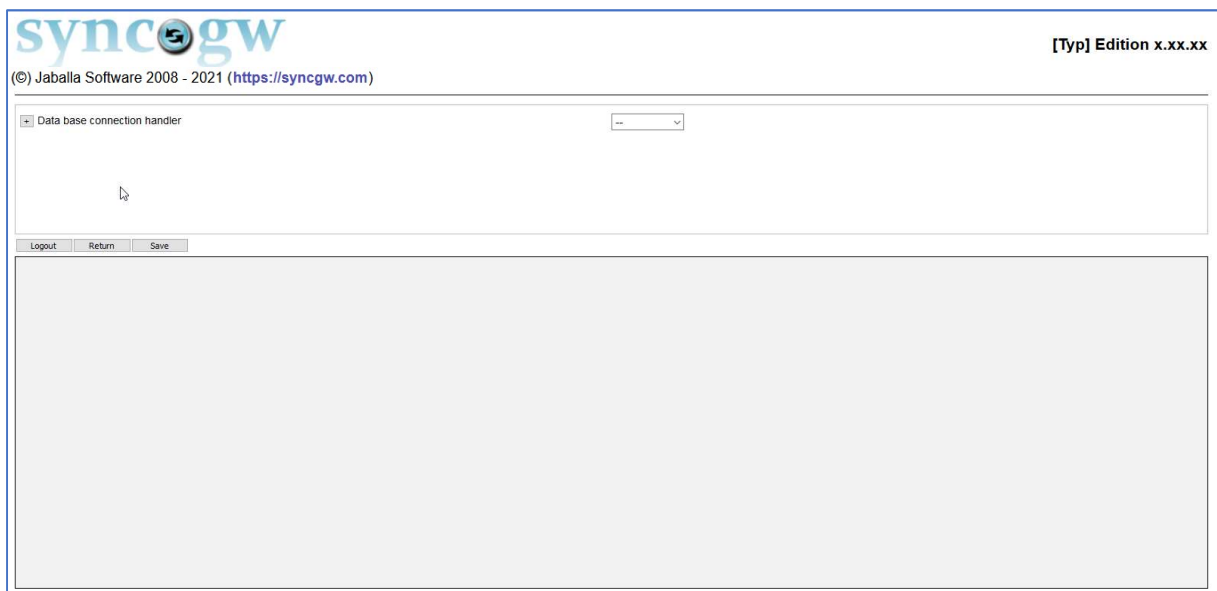 syncgw
[Typ] Edition x.xx.xx
(©) Jaballa Software 2008 - 2021 (https://syncgw.com)
+ Data base connection handler --
Logout Return Save